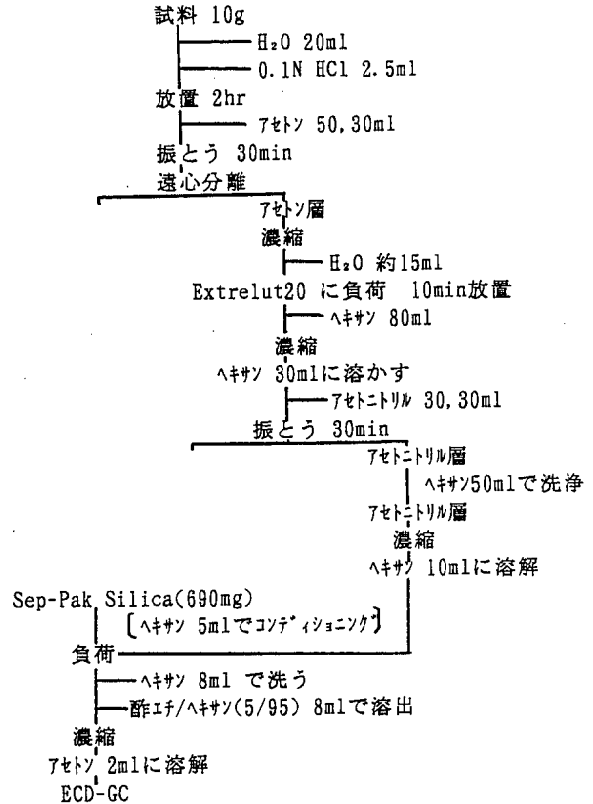 試料 10g
H₂O 20ml
0.1N HCl 2.5ml
放置 2hr
ｱｾﾄﾝ 50,30ml
振とう 30min
遠心分離
ｱｾﾄﾝ層
濃縮
H₂O 約15ml
Extrelut20 に負荷 10min放置
ﾍｷｻﾝ 80ml
濃縮
ﾍｷｻﾝ 30mlに溶かす
ｱｾﾄﾆﾄﾘﾙ 30,30ml
振とう 30min
ｱｾﾄﾆﾄﾘﾙ層
ﾍｷｻﾝ50mlで洗浄
ｱｾﾄﾆﾄﾘﾙ層
濃縮
ﾍｷｻﾝ 10mlに溶解
Sep-Pak Silica(690mg)
〔ﾍｷｻﾝ 5mlでｺﾝﾃﾞｨｼｮﾆﾝｸﾞ〕
負荷
ﾍｷｻﾝ 8ml で洗う
酢ｴﾁ/ﾍｷｻﾝ(5/95) 8mlで溶出
濃縮
ｱｾﾄﾝ 2mlに溶解
ECD-GC